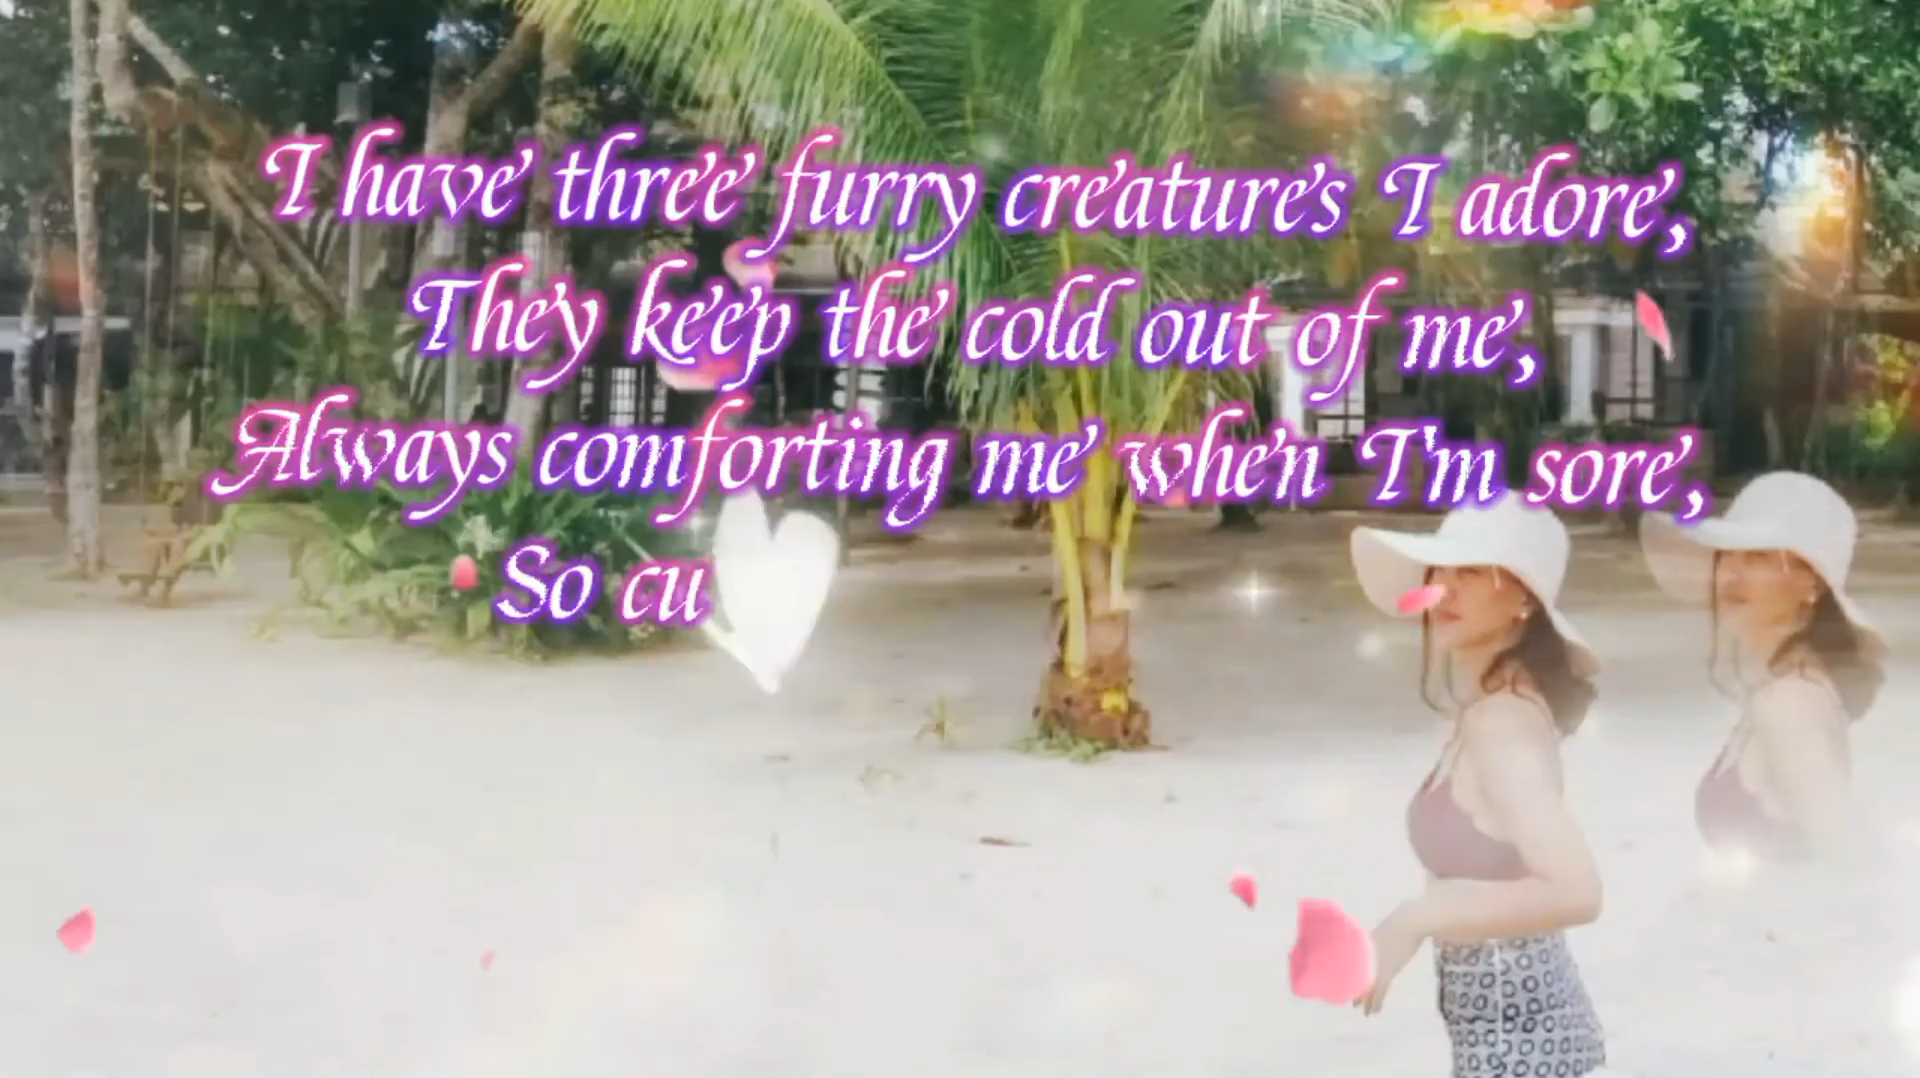 I have three furry creatures I adore,
They keep the cold out of me,
Always comforting me when I'm sore,
So cu